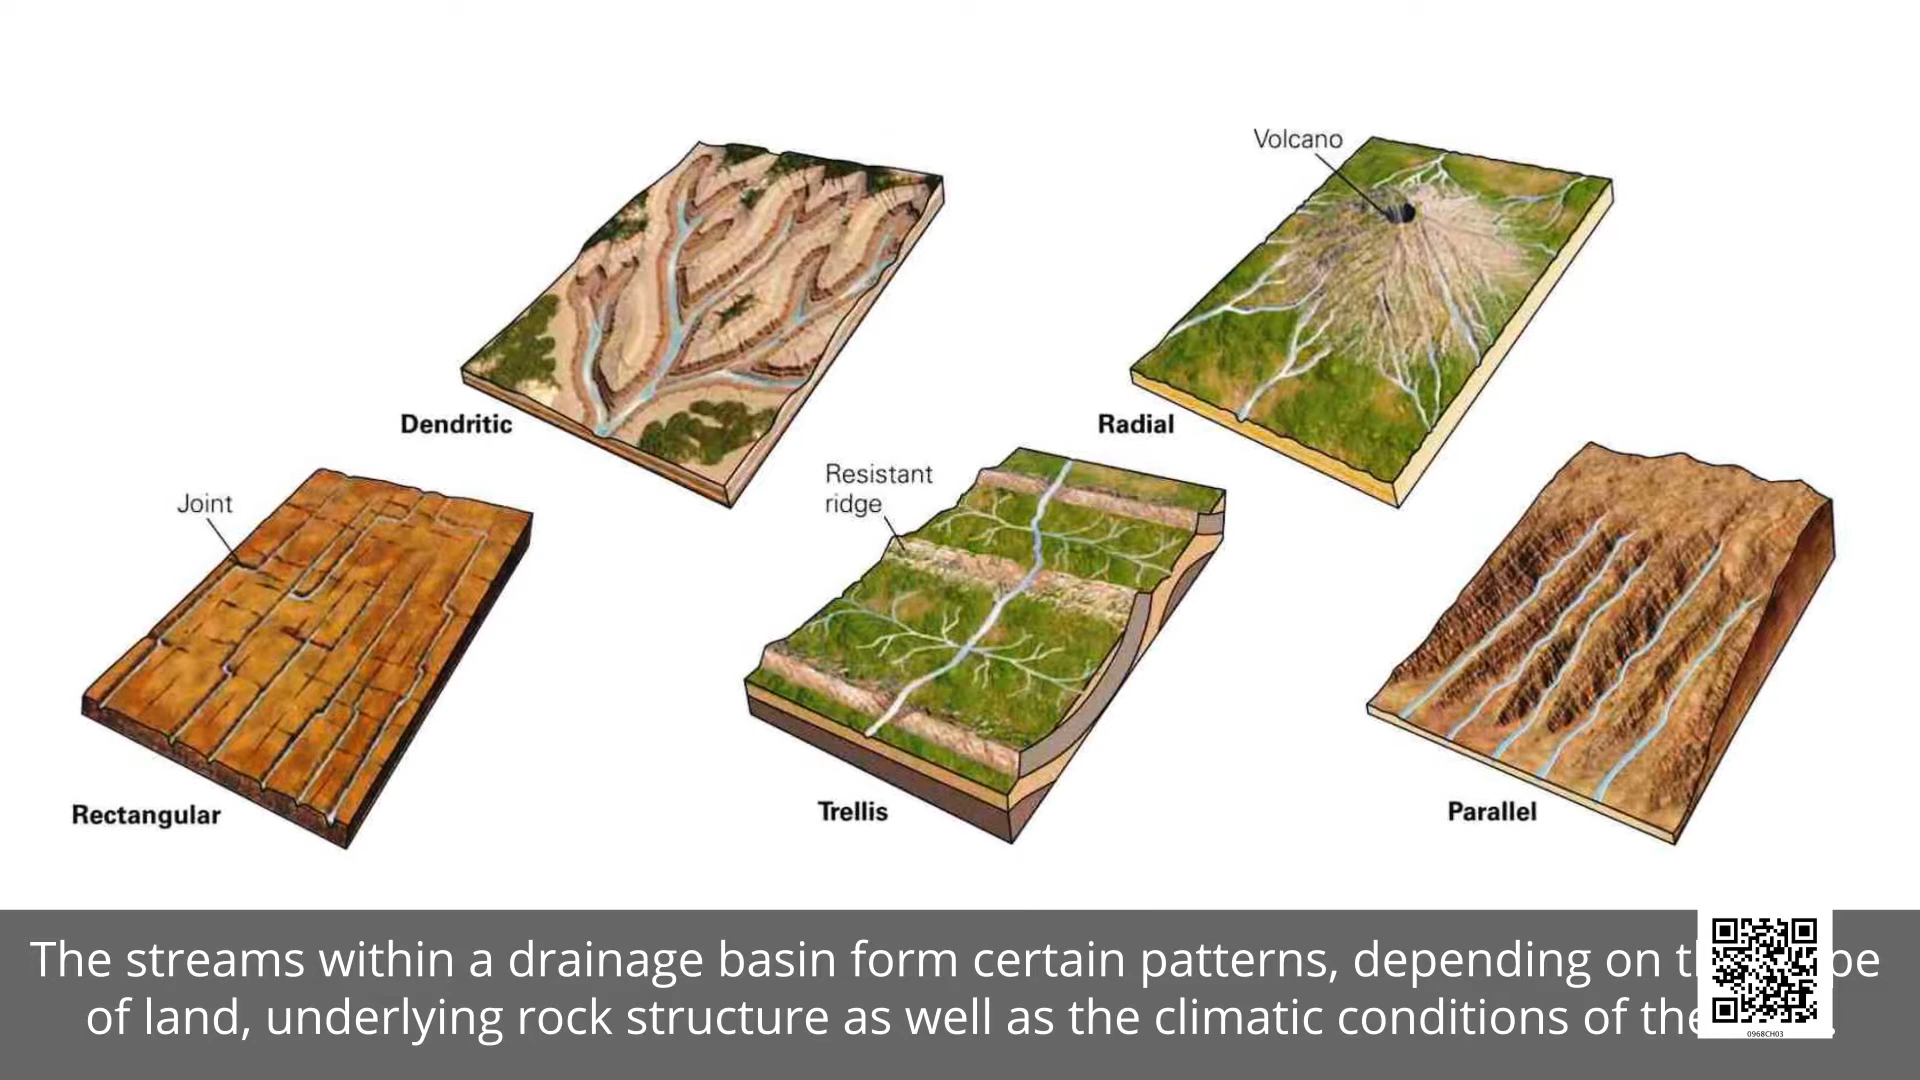 Volcano
Dendritic
Radial
Resistant
ridge
Joint
Rectangular
Trellis
Parallel
The streams within a drainage basin form certain patterns, depending on
of land, underlying rock structure as well as the climatic conditions of the
0968CH03